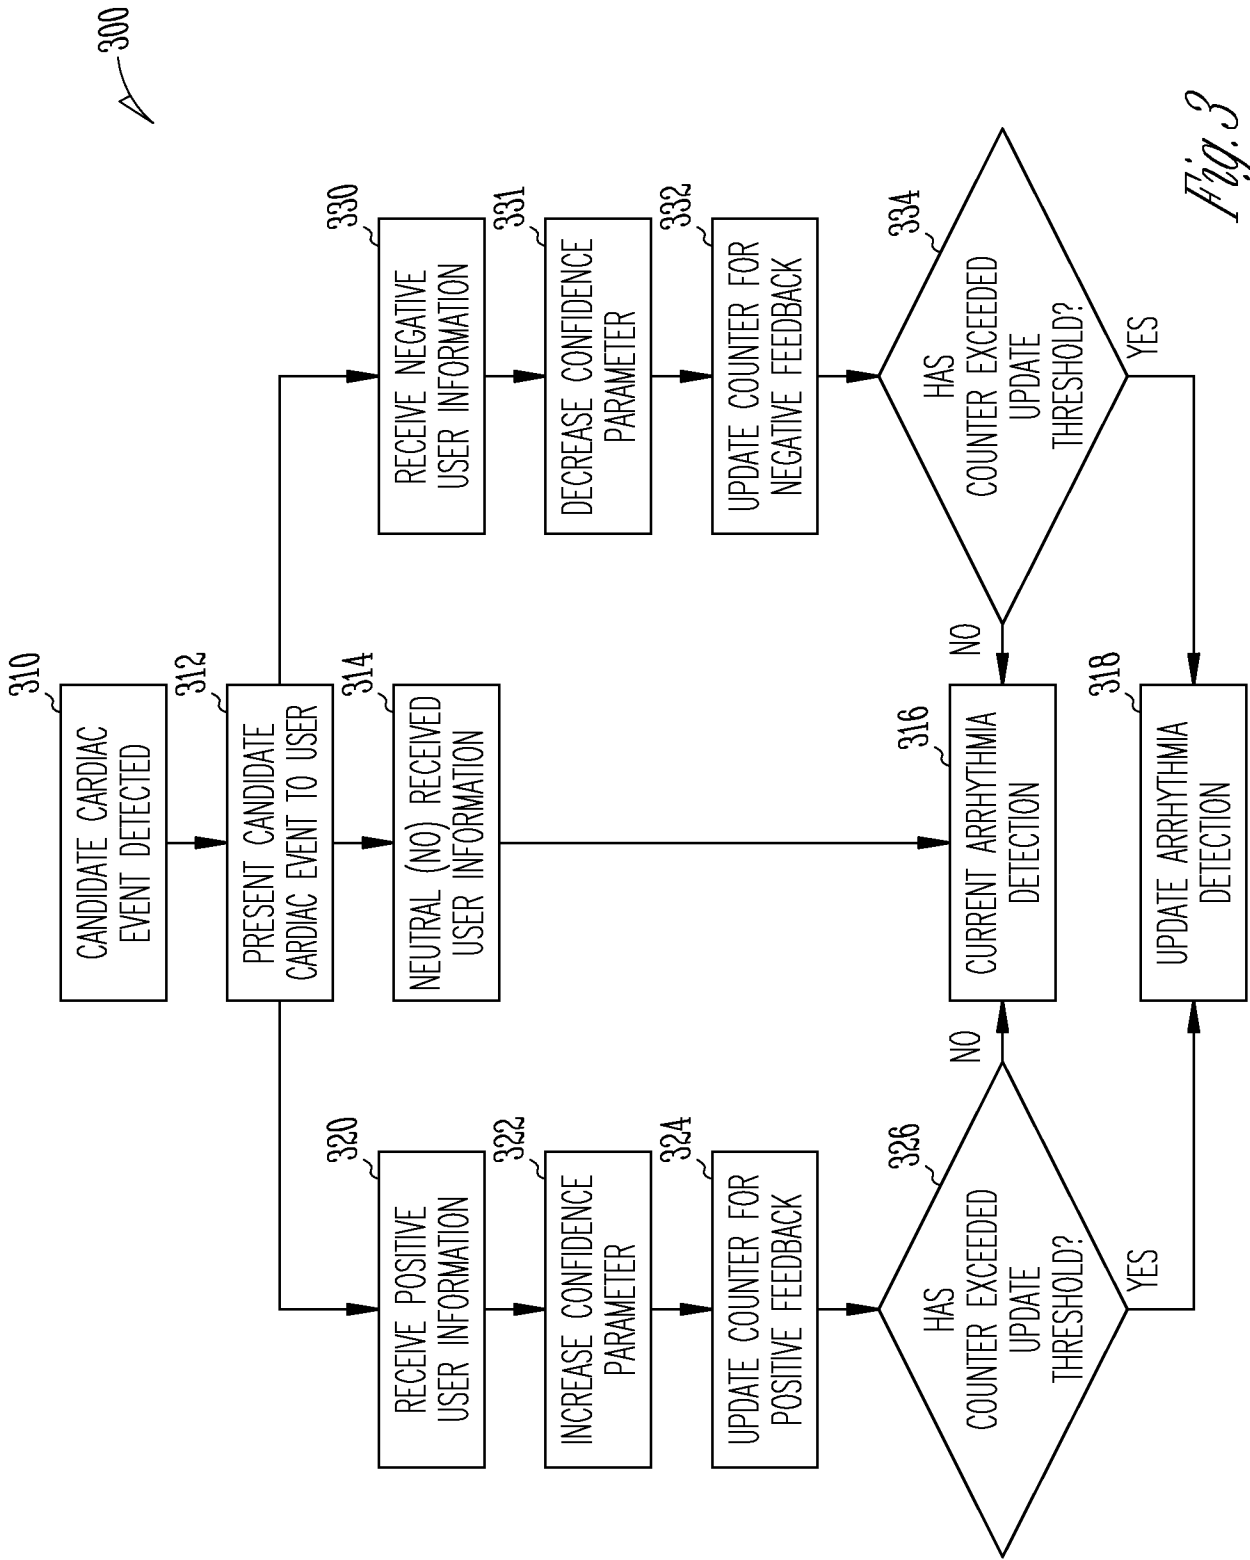 300
310
CANDIDATE CARDIAC
EVENT DETECTED
312
PRESENT CANDIDATE
CARDIAC EVENT TO USER
314
NEUTRAL (NO) RECEIVED
USER INFORMATION
320
RECEIVE POSITIVE
USER INFORMATION
322
INCREASE CONFIDENCE
PARAMETER
324
UPDATE COUNTER FOR
POSITIVE FEEDBACK
326
HAS
COUNTER EXCEEDED
UPDATE
THRESHOLD?
NO
YES
330
RECEIVE NEGATIVE
USER INFORMATION
331
DECREASE CONFIDENCE
PARAMETER
332
UPDATE COUNTER FOR
NEGATIVE FEEDBACK
334
HAS
COUNTER EXCEEDED
UPDATE
THRESHOLD?
NO
YES
316
CURRENT ARRHYTHMIA
DETECTION
318
UPDATE ARRHYTHMIA
DETECTION
Fig. 3